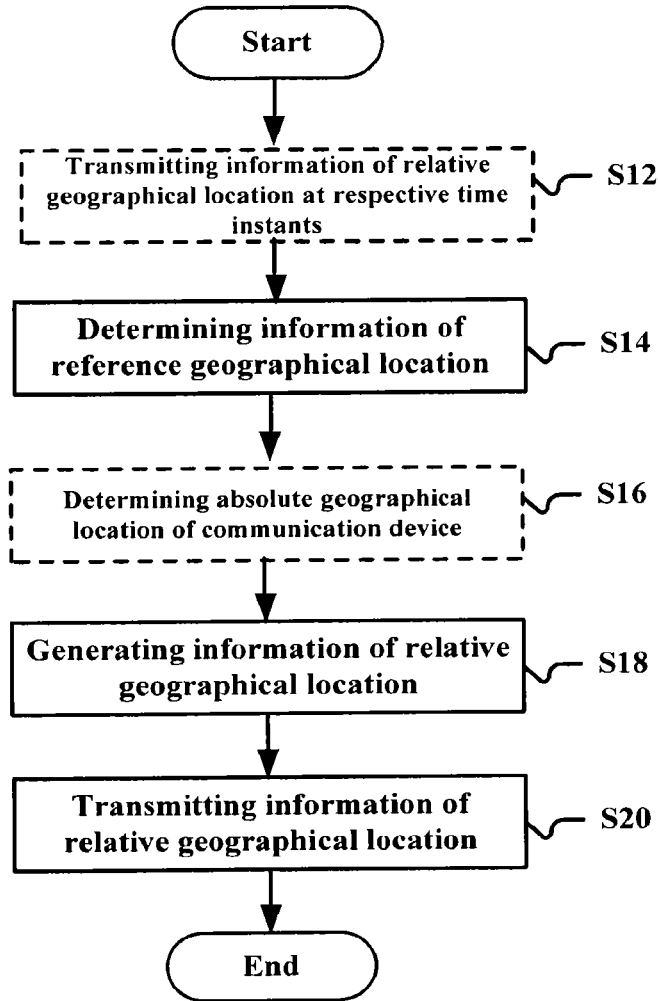 Start
Transmitting information of relative
geographical location at respective time
instants
S12
Determining information of
reference geographical location
S14
Determining absolute geographical
location of communication device
S16
Generating information of relative
geographical location
S18
Transmitting information of
relative geographical location
S20
End